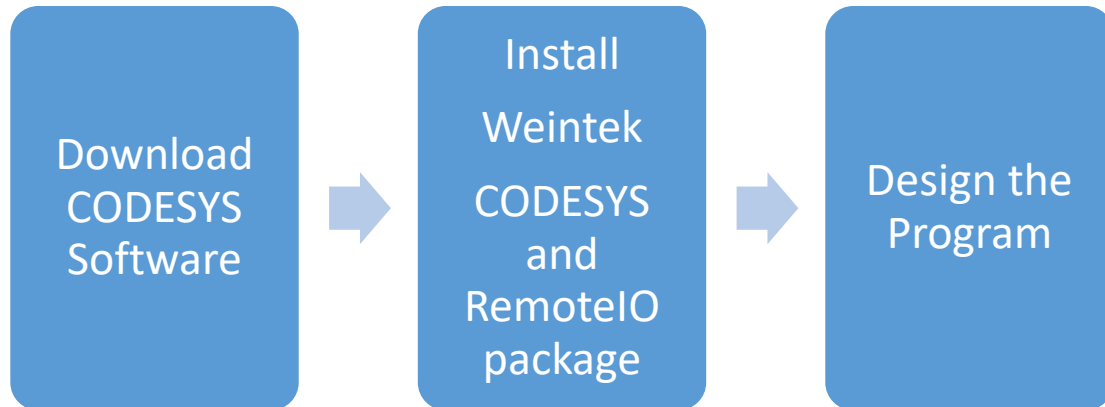 Download
CODESYS
Software
Install
Weintek
CODESYS
and
RemoteIO
package
Design the
Program